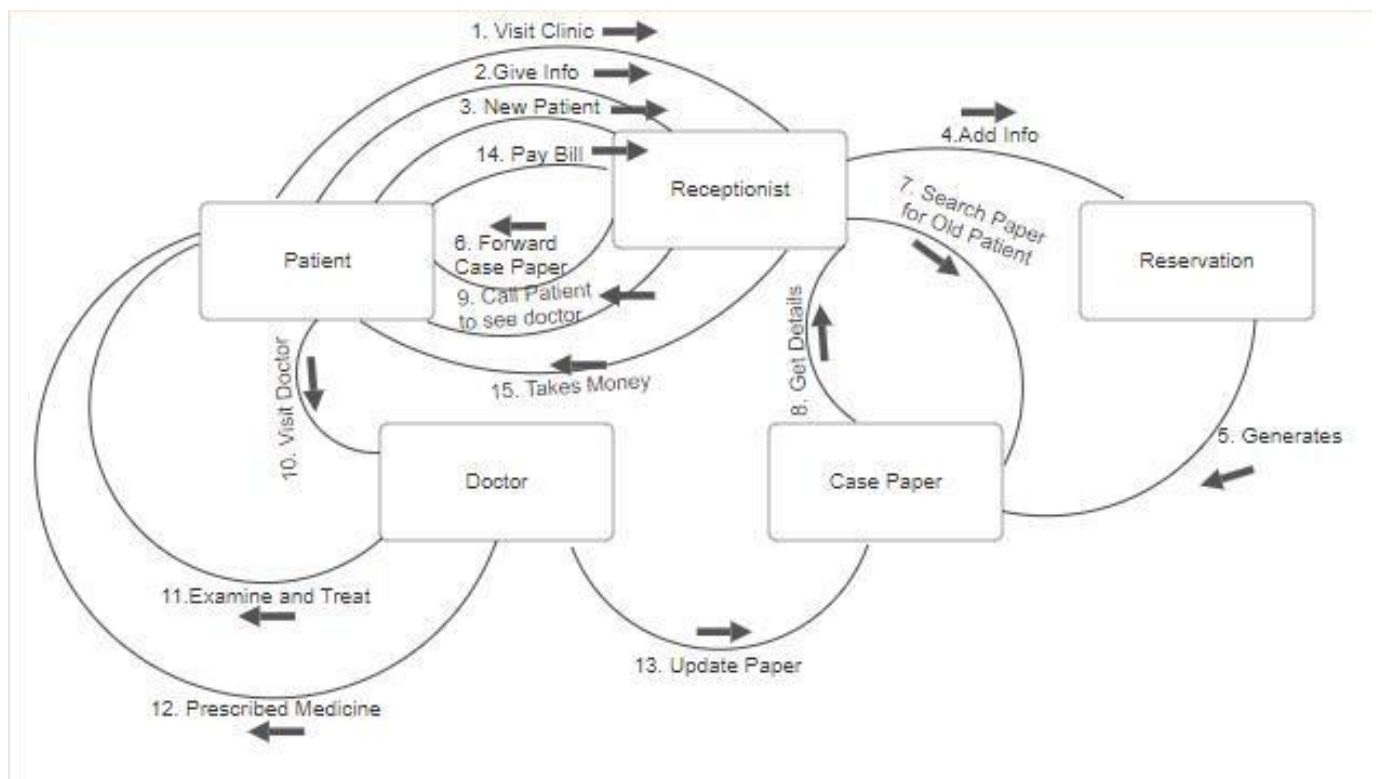 1. Visit Clinic
2.Give Info
3. New Patient
14. Pay Bill
Receptionist
4.Add Info
7. Search Paper
for Old Patient
Patient
6. Forward
Case Paper
Reservation
9. Call Patient
to see doctor
15. Takes Money
10. Visit Doctor
8. Get Details
5. Generates
Doctor
Case Paper
11.Examine and Treat
13. Update Paper
12. Prescribed Medicine